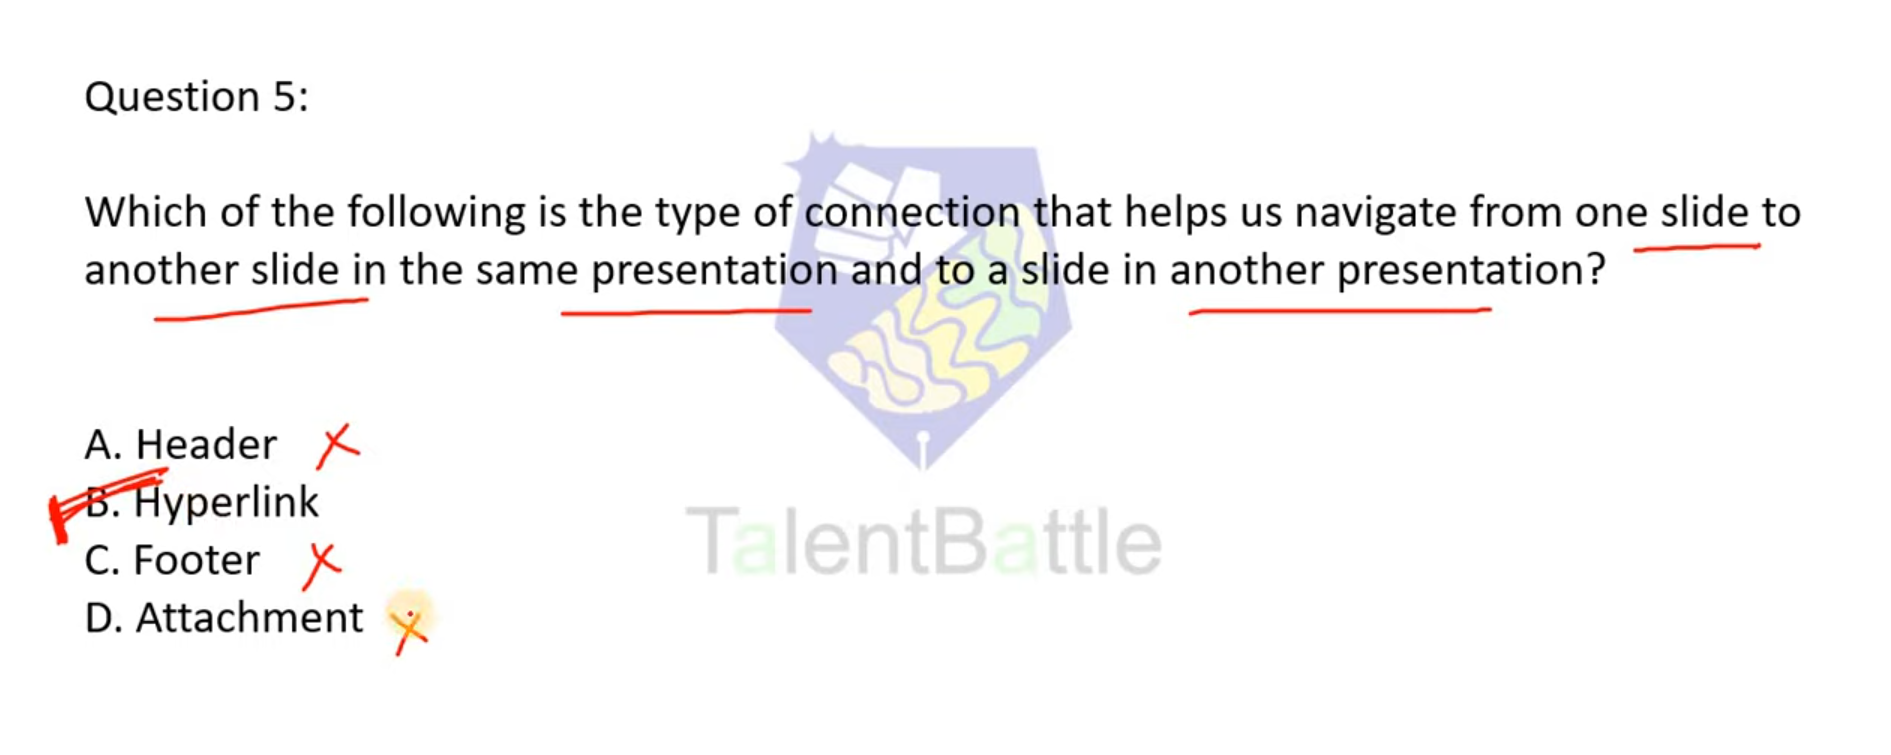 Question 5:
Which of the following is the type of connection that helps us navigate from one slide to
another slide in the same presentation and to a slide in another presentation?
A. Header
B. Hyperlink
C. Footer
D. Attachment
TalentBattle